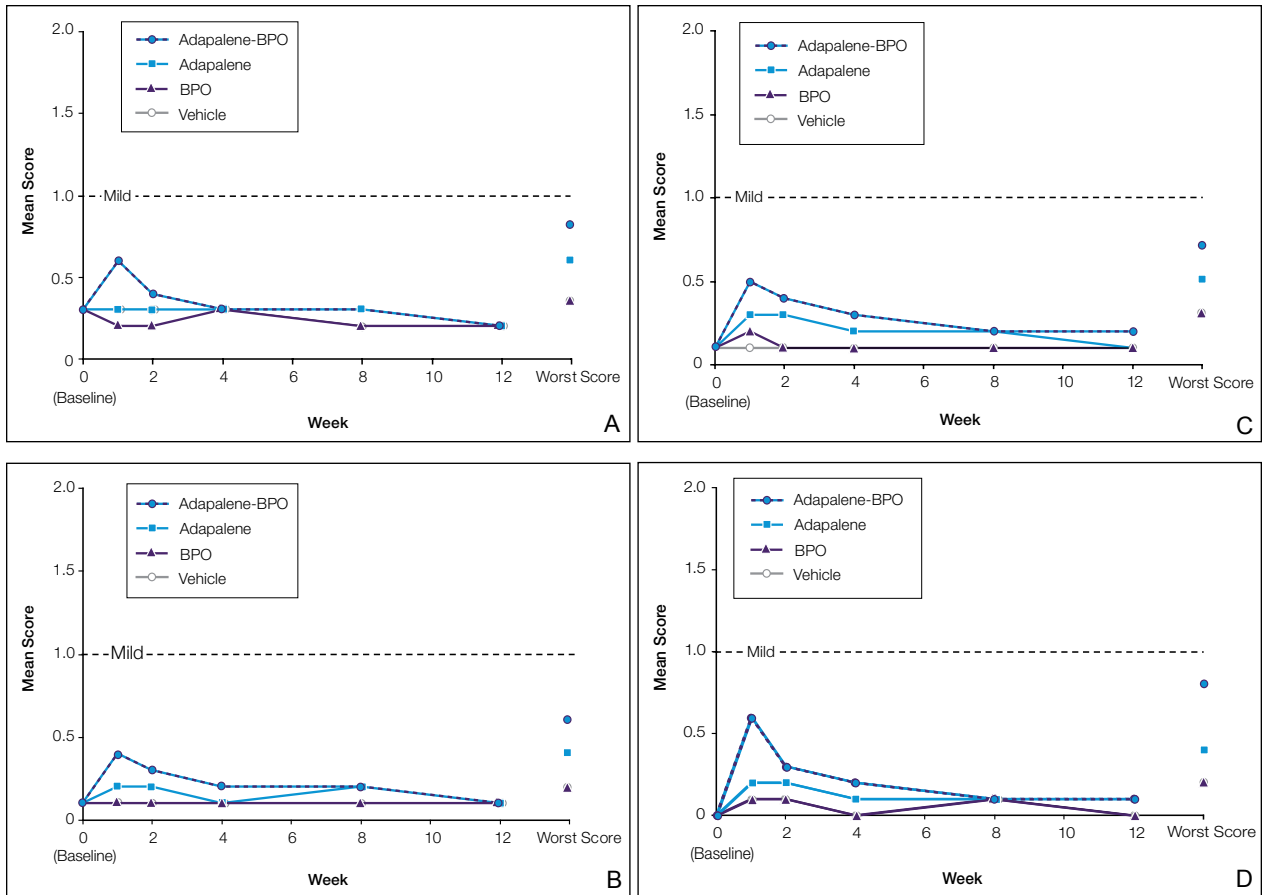 2.0
1.5
1.0
0.5
0
Mean Score
Adapalene-BPO
Adapalene
BPO
Vehicle
Mild
0 2 4 6 8 10 12 Worst Score
(Baseline)
Week
A
2.0
1.5
1.0
0.5
0
Mean Score
Adapalene-BPO
Adapalene
BPO
Vehicle
Mild
0 2 4 6 8 10 12 Worst Score
(Baseline)
Week
C
2.0
1.5
1.0
0.5
0
Mean Score
Adapalene-BPO
Adapalene
BPO
Vehicle
Mild
0 2 4 6 8 10 12 Worst Score
(Baseline)
Week
B
2.0
1.5
1.0
0.5
0
Mean Score
Adapalene-BPO
Adapalene
BPO
Vehicle
Mild
0 2 4 6 8 10 12 Worst Score
(Baseline)
Week
D